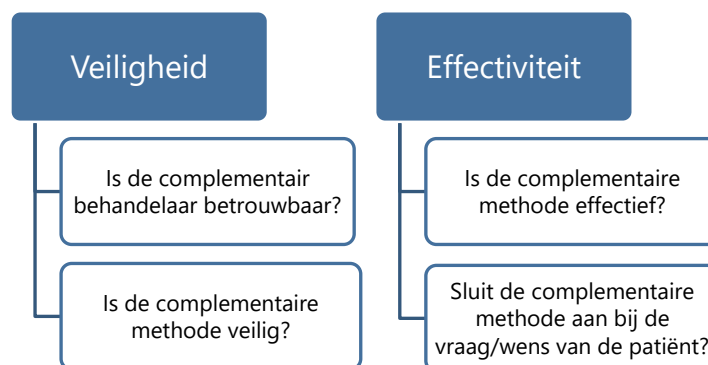 Veiligheid
Is de complementair
behandelaar betrouwbaar?
Is de complementaire
methode veilig?
Effectiviteit
Is de complementaire
methode effectief?
Sluit de complementaire
methode aan bij de
vraag/wens van de patiënt?